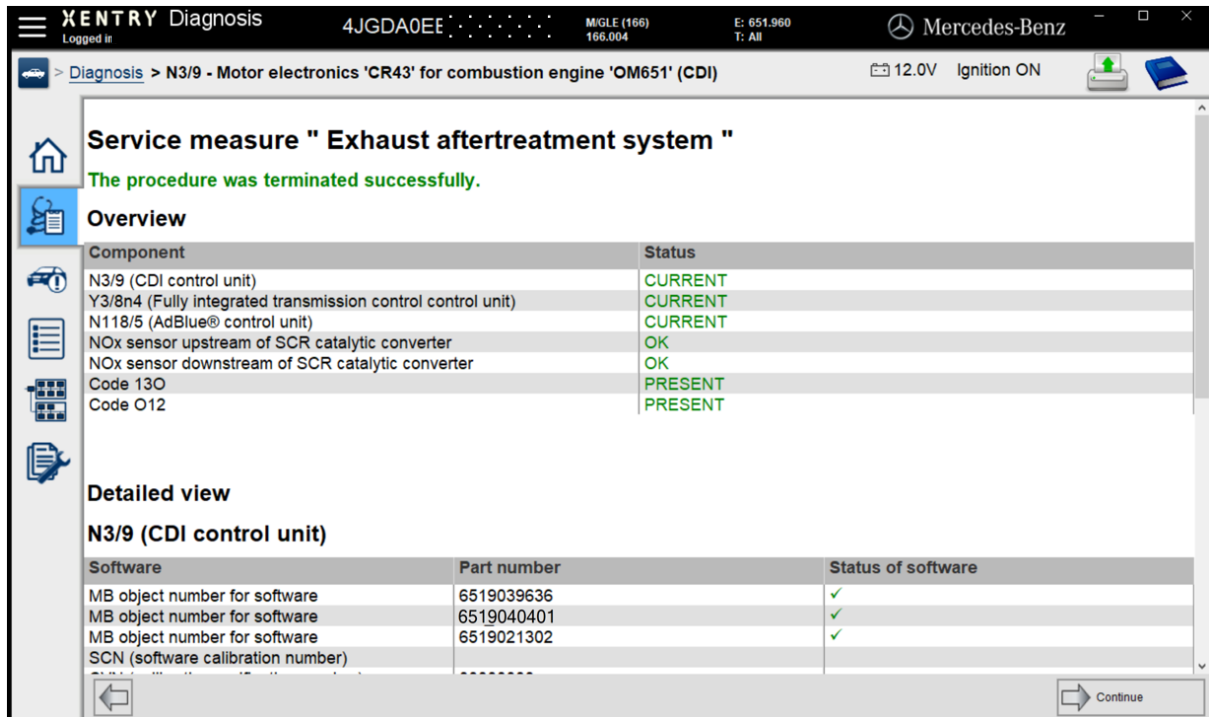 XENTRY Diagnosis
Logged in
4JGDA0EE
M/GLE (166)
166.004
E: 651.960
T: All
Mercedes-Benz
> Diagnosis > N3/9 - Motor electronics 'CR43' for combustion engine 'OM651' (CDI)
12.0V Ignition ON
Service measure " Exhaust aftertreatment system "
The procedure was terminated successfully.
Overview
Component Status
N3/9 (CDI control unit) CURRENT
Y3/8n4 (Fully integrated transmission control control unit) CURRENT
N118/5 (AdBlue® control unit) CURRENT
NOx sensor upstream of SCR catalytic converter OK
NOx sensor downstream of SCR catalytic converter OK
Code 13O PRESENT
Code O12 PRESENT
Detailed view
N3/9 (CDI control unit)
Software Part number Status of software
MB object number for software 6519039636 ✓
MB object number for software 6519040401 ✓
MB object number for software 6519021302 ✓
SCN (software calibration number)
Continue